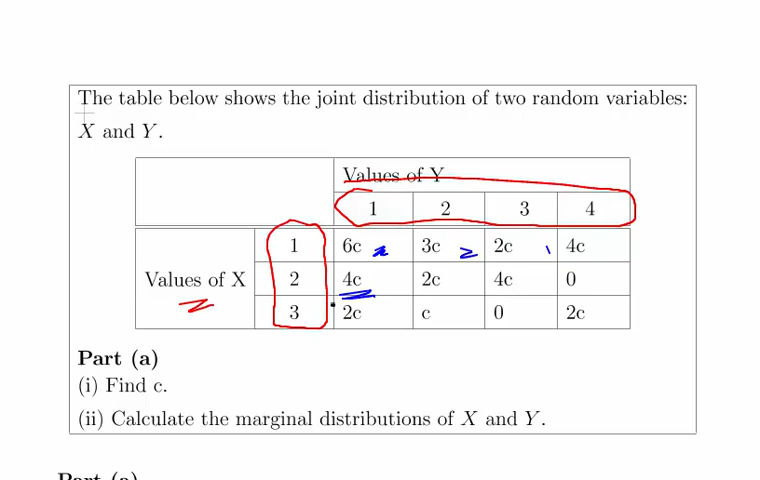 The table below shows the joint distribution of two random variables:
X and Y.
Values of Y
1 2 3 4
1 6c 3c 2c 4c
Values of X 2 4c 2c 4c 0
3 2c c 0 2c
Part (a)
(i) Find c.
(ii) Calculate the marginal distributions of X and Y.
Part (a)